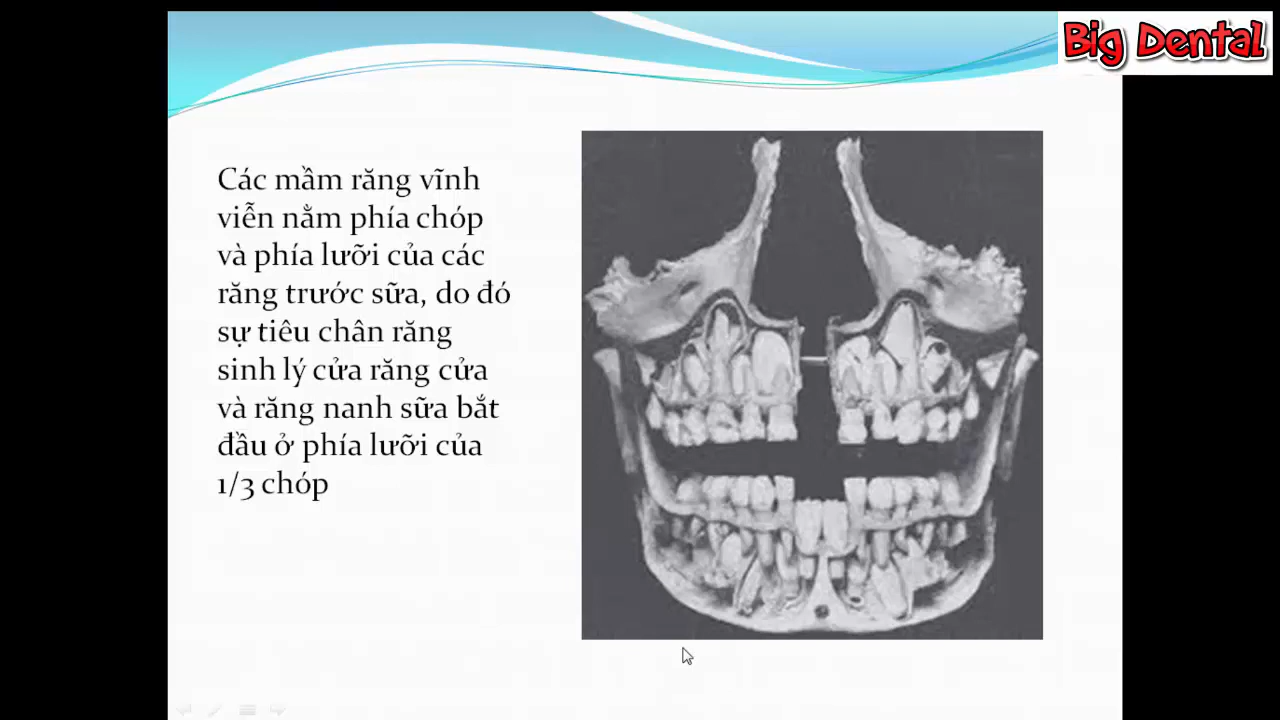 Big Dental
Các mầm răng vĩnh
viễn nằm phía chóp
và phía lưỡi của các
răng trước sữa, do đó
sự tiêu chân răng
sinh lý cửa răng cửa
và răng nanh sữa bắt
đầu ở phía lưỡi của
1/3 chóp